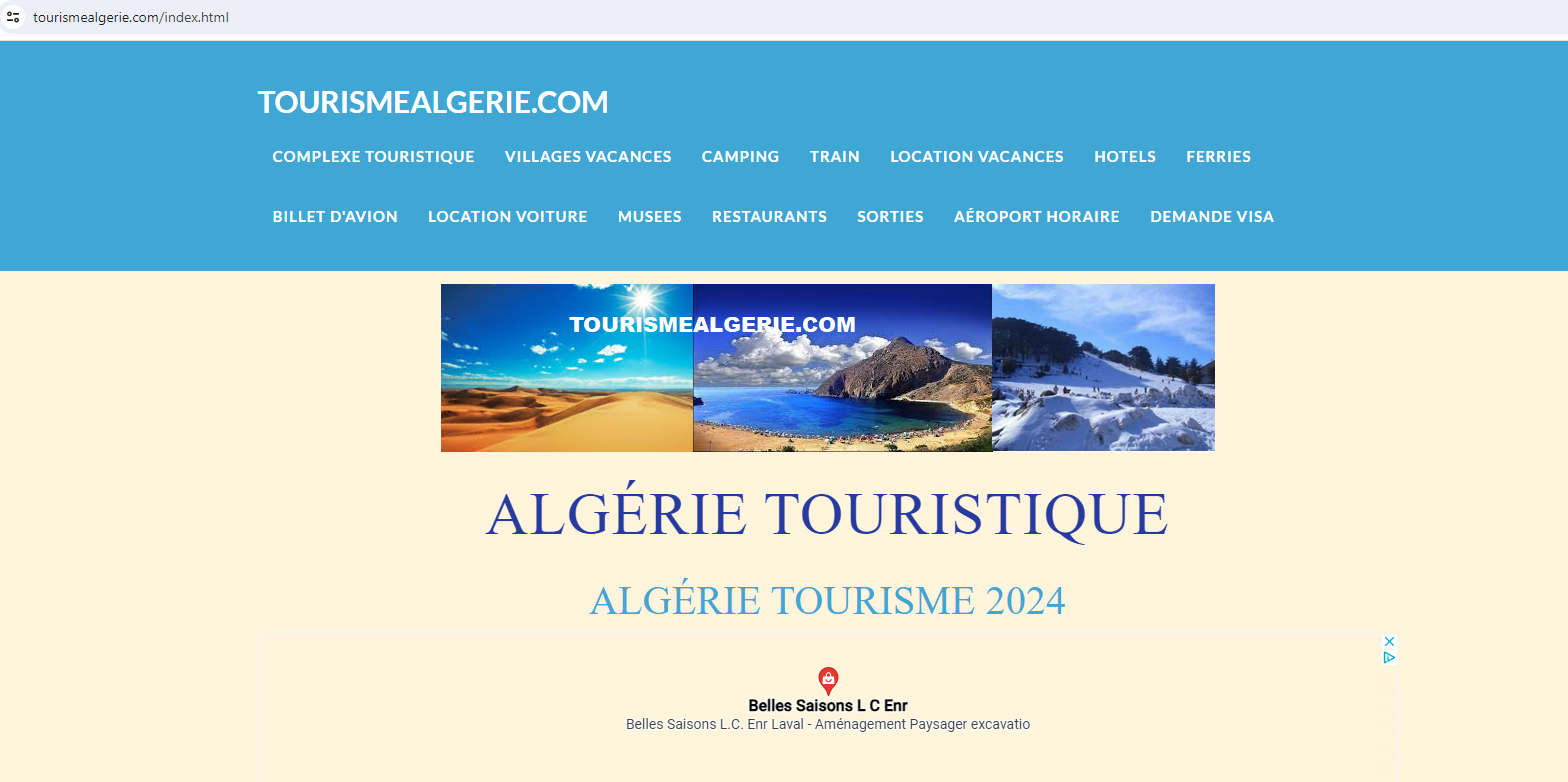 tourismealgerie.com/index.html
TOURISMEALGERIE.COM
COMPLEXE TOURISTIQUE VILLAGES VACANCES CAMPING TRAIN LOCATION VACANCES HOTELS FERRIES
BILLET D'AVION LOCATION VOITURE MUSEES RESTAURANTS SORTIES AÉROPORT HORAIRE DEMANDE VISA
TOURISMEALGERIE.COM
ALGÉRIE TOURISTIQUE
ALGÉRIE TOURISME 2024
Belles Saisons L C Enr
Belles Saisons L.C. Enr Laval - Aménagement Paysager excavatio